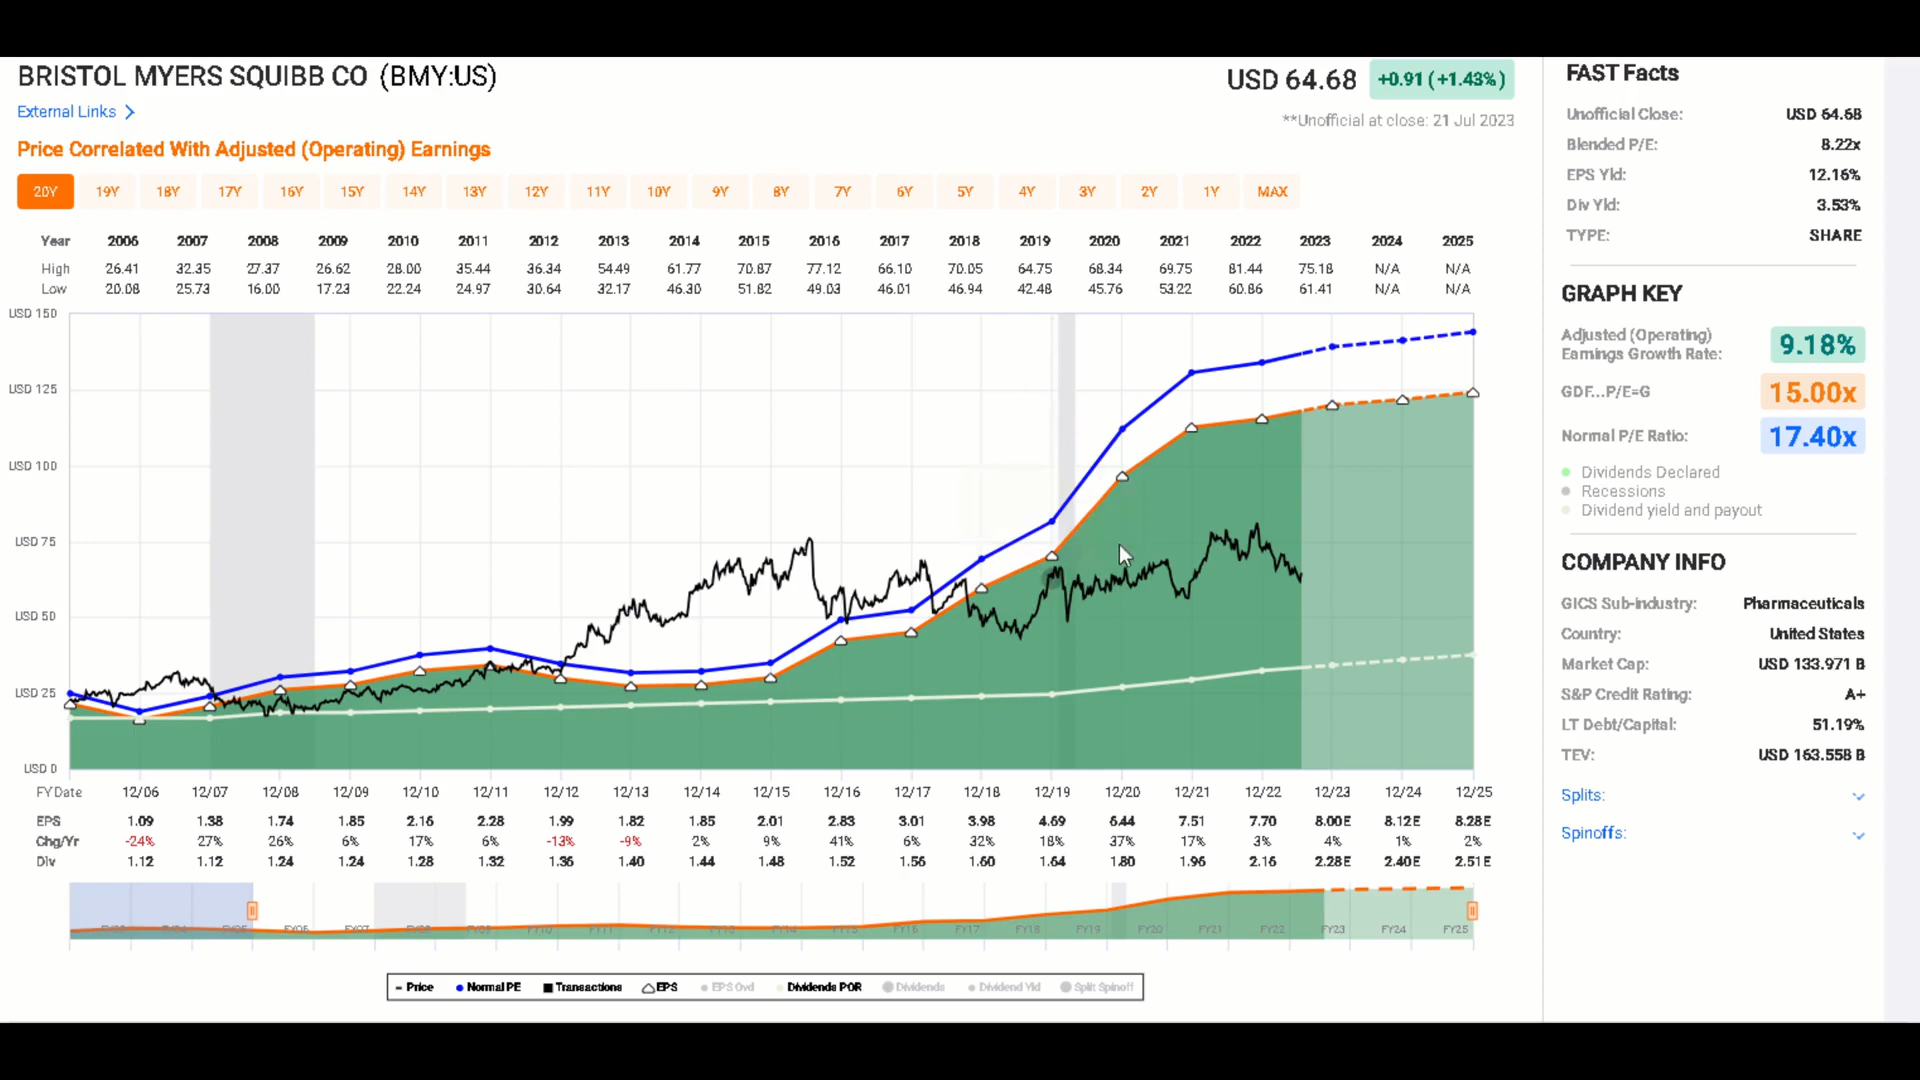 BRISTOL MYERS SQUIBB CO (BMY:US)
USD 64.68 +0.91 (+1.43%)
External Links
**Unofficial at close: 21 Jul 2023
Price Correlated With Adjusted (Operating) Earnings
20Y 19Y 18Y 17Y 16Y 15Y 14Y 13Y 12Y 11Y 10Y 9Y 8Y 7Y 6Y 5Y 4Y 3Y 2Y 1Y MAX
Year 2006 2007 2008 2009 2010 2011 2012 2013 2014 2015 2016 2017 2018 2019 2020 2021 2022 2023 2024 2025
High 26.41 32.35 27.37 26.62 28.00 35.44 36.34 54.49 61.77 70.87 77.12 66.10 70.05 64.75 68.34 69.75 81.44 75.18 N/A N/A
Low 20.08 25.73 16.00 17.23 22.24 24.97 30.64 32.17 46.30 51.82 49.03 46.01 46.94 42.48 45.76 53.22 60.86 61.41 N/A N/A
USD 150
USD 125
USD 100
USD 75
USD 50
USD 25
USD 0
FY Date 12/06 12/07 12/08 12/09 12/10 12/11 12/12 12/13 12/14 12/15 12/16 12/17 12/18 12/19 12/20 12/21 12/22 12/23 12/24 12/25
EPS 1.09 1.38 1.74 1.85 2.16 2.28 1.99 1.82 1.85 2.01 2.83 3.01 3.98 4.69 6.44 7.51 7.70 8.00E 8.12E 8.28E
Chg/Yr -24% 27% 26% 6% 17% 6% -13% -9% 2% 9% 41% 6% 32% 18% 37% 17% 3% 4% 1% 2%
Div 1.12 1.12 1.24 1.24 1.28 1.32 1.36 1.40 1.44 1.48 1.52 1.56 1.60 1.64 1.80 1.96 2.16 2.28E 2.40E 2.51E
FY16 FY17 FY18 FY19 FY20 FY21 FY22 FY23 FY24 FY25
Price Normal PE Transactions EPS EPS Ovd Dividends POR Dividends Dividend Yld Split Spinoff
FAST Facts
Unofficial Close: USD 64.68
Blended P/E: 8.22x
EPS Yld: 12.16%
Div Yld: 3.53%
TYPE: SHARE
GRAPH KEY
Adjusted (Operating)
Earnings Growth Rate: 9.18%
GDF...P/E=G 15.00x
Normal P/E Ratio: 17.40x
Dividends Declared
Recessions
Dividend yield and payout
COMPANY INFO
GICS Sub-industry: Pharmaceuticals
Country: United States
Market Cap: USD 133.971 B
S&P Credit Rating: A+
LT Debt/Capital: 51.19%
TEV: USD 163.558 B
Splits:
Spinoffs: